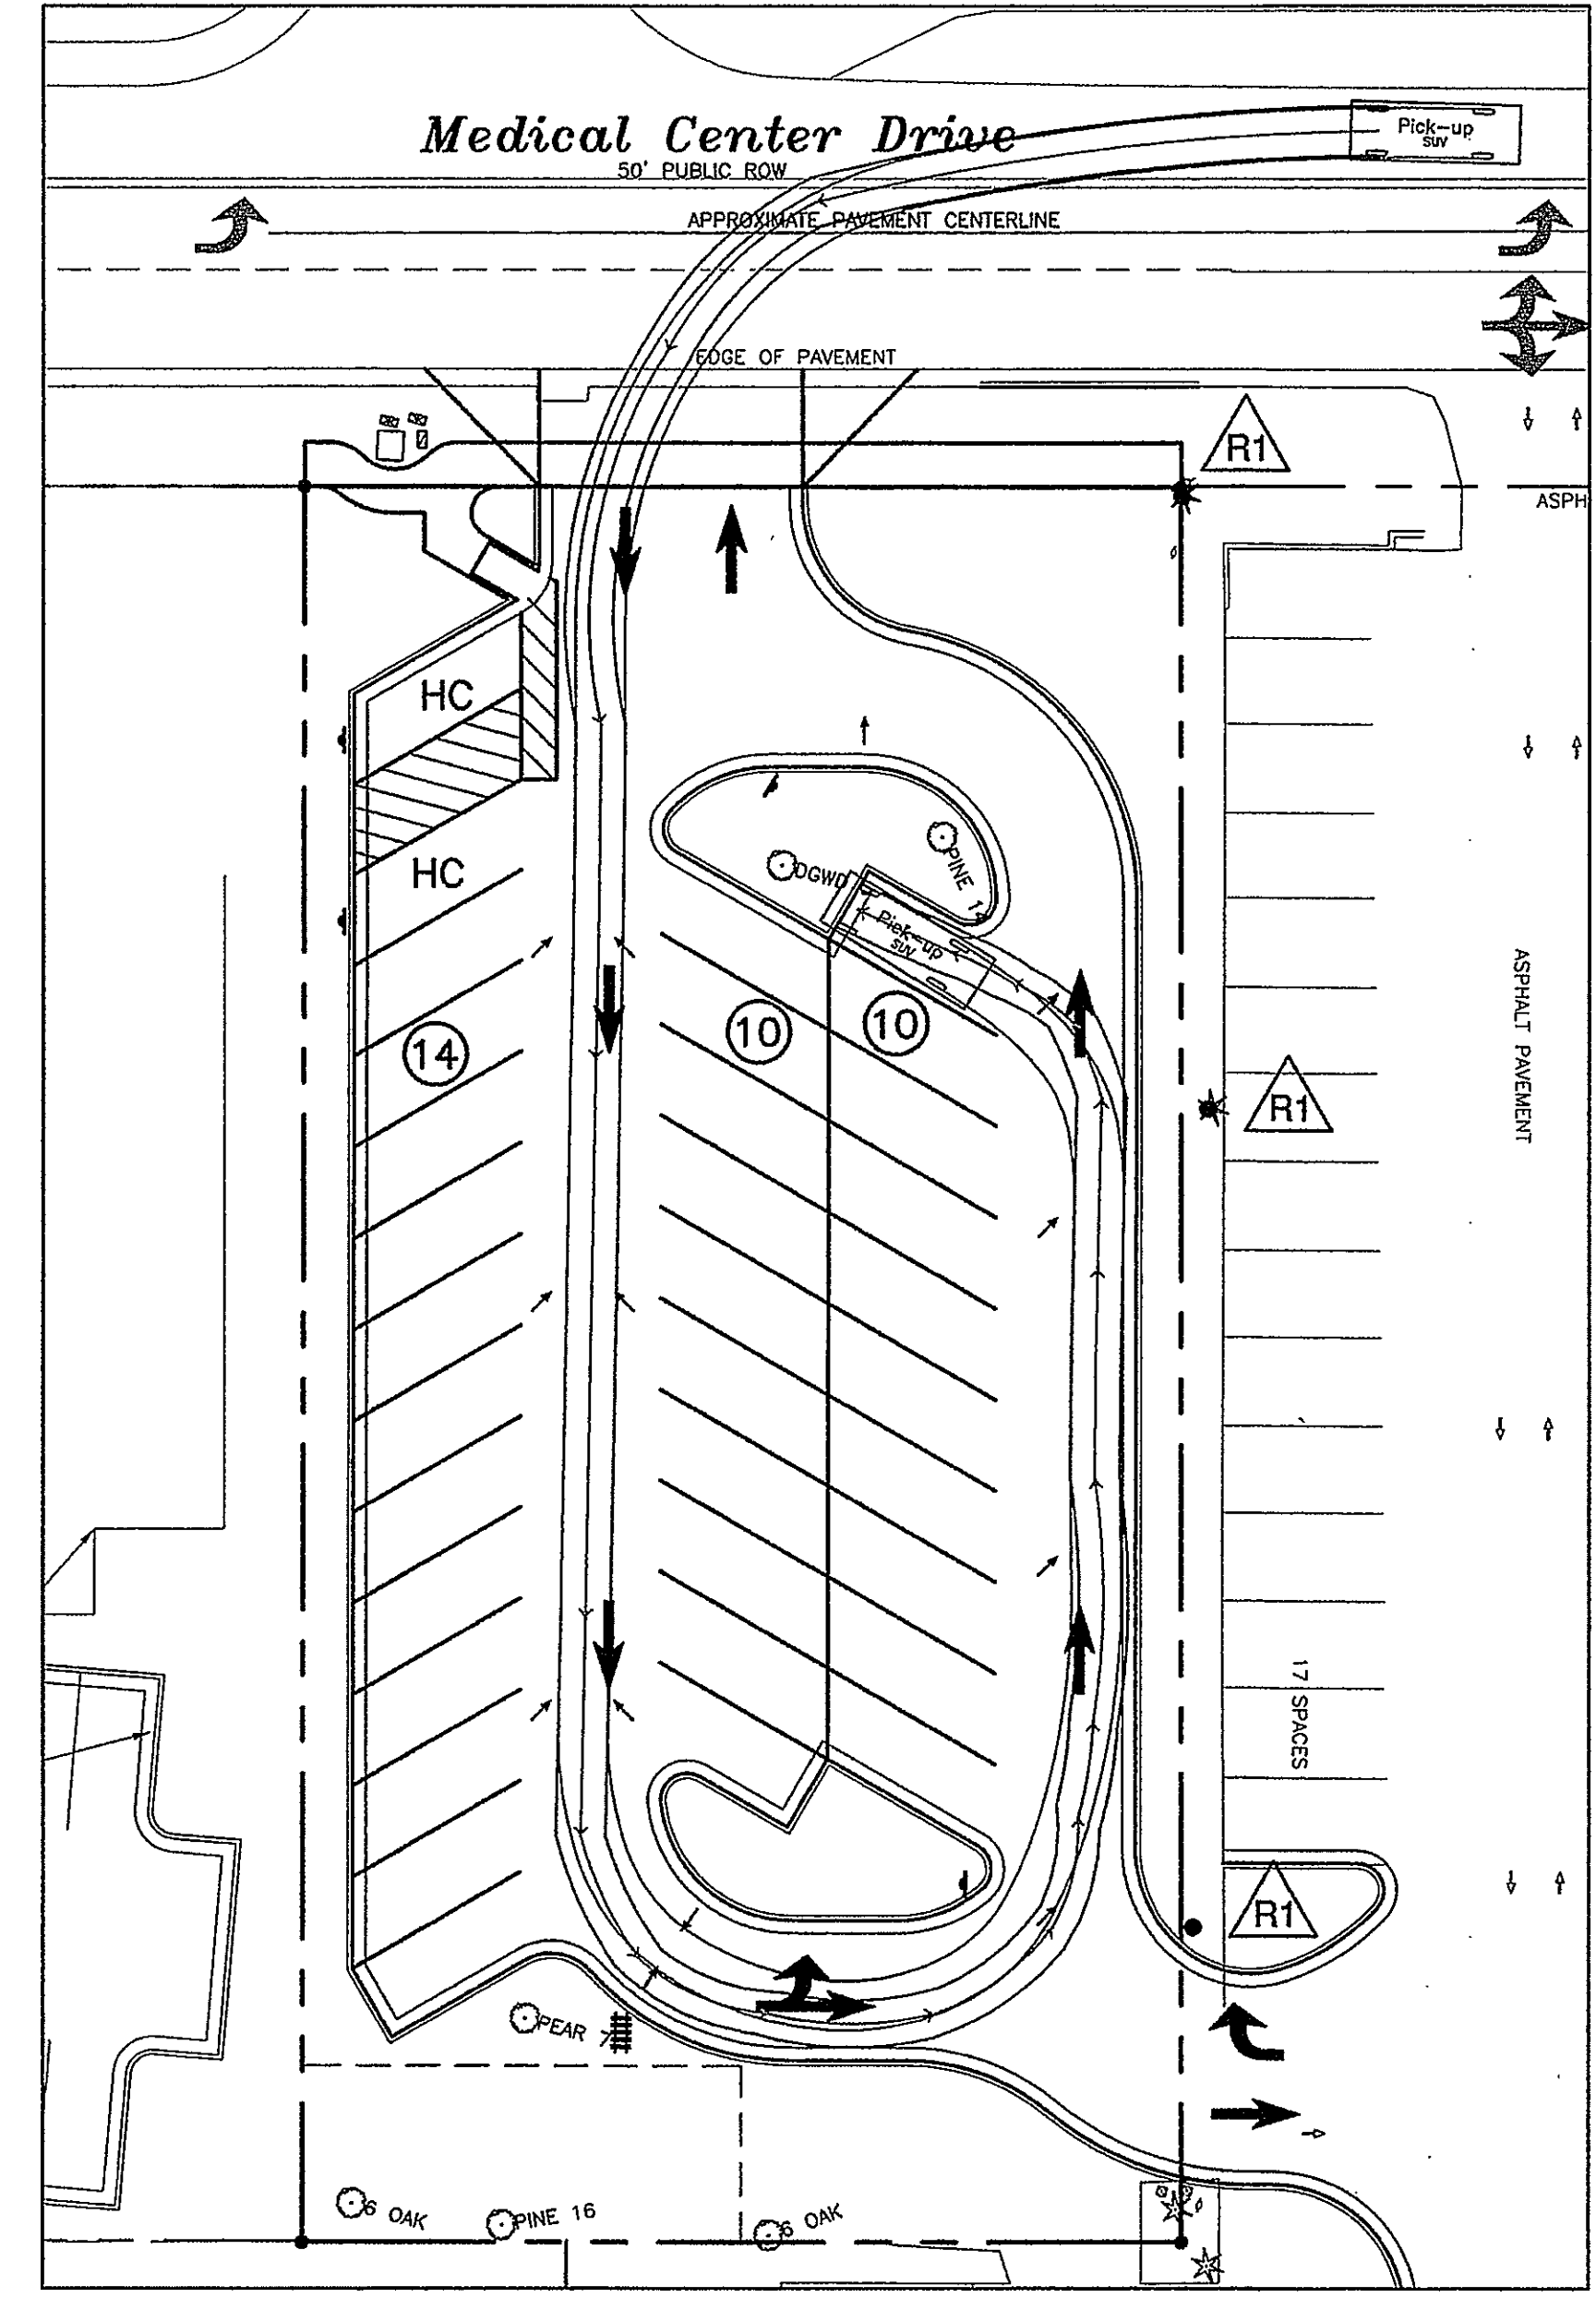 Medical Center Drive
50' PUBLIC ROW
Pick-up
SUV
APPROXIMATE PAVEMENT CENTERLINE
EDGE OF PAVEMENT
R1
ASPH
HC
HC
PINE 14
DGWD
Pick-up
SUV
14
10
10
ASPHALT PAVEMENT
R1
17 SPACES
R1
PEAR 7
6 OAK
PINE 16
6 OAK